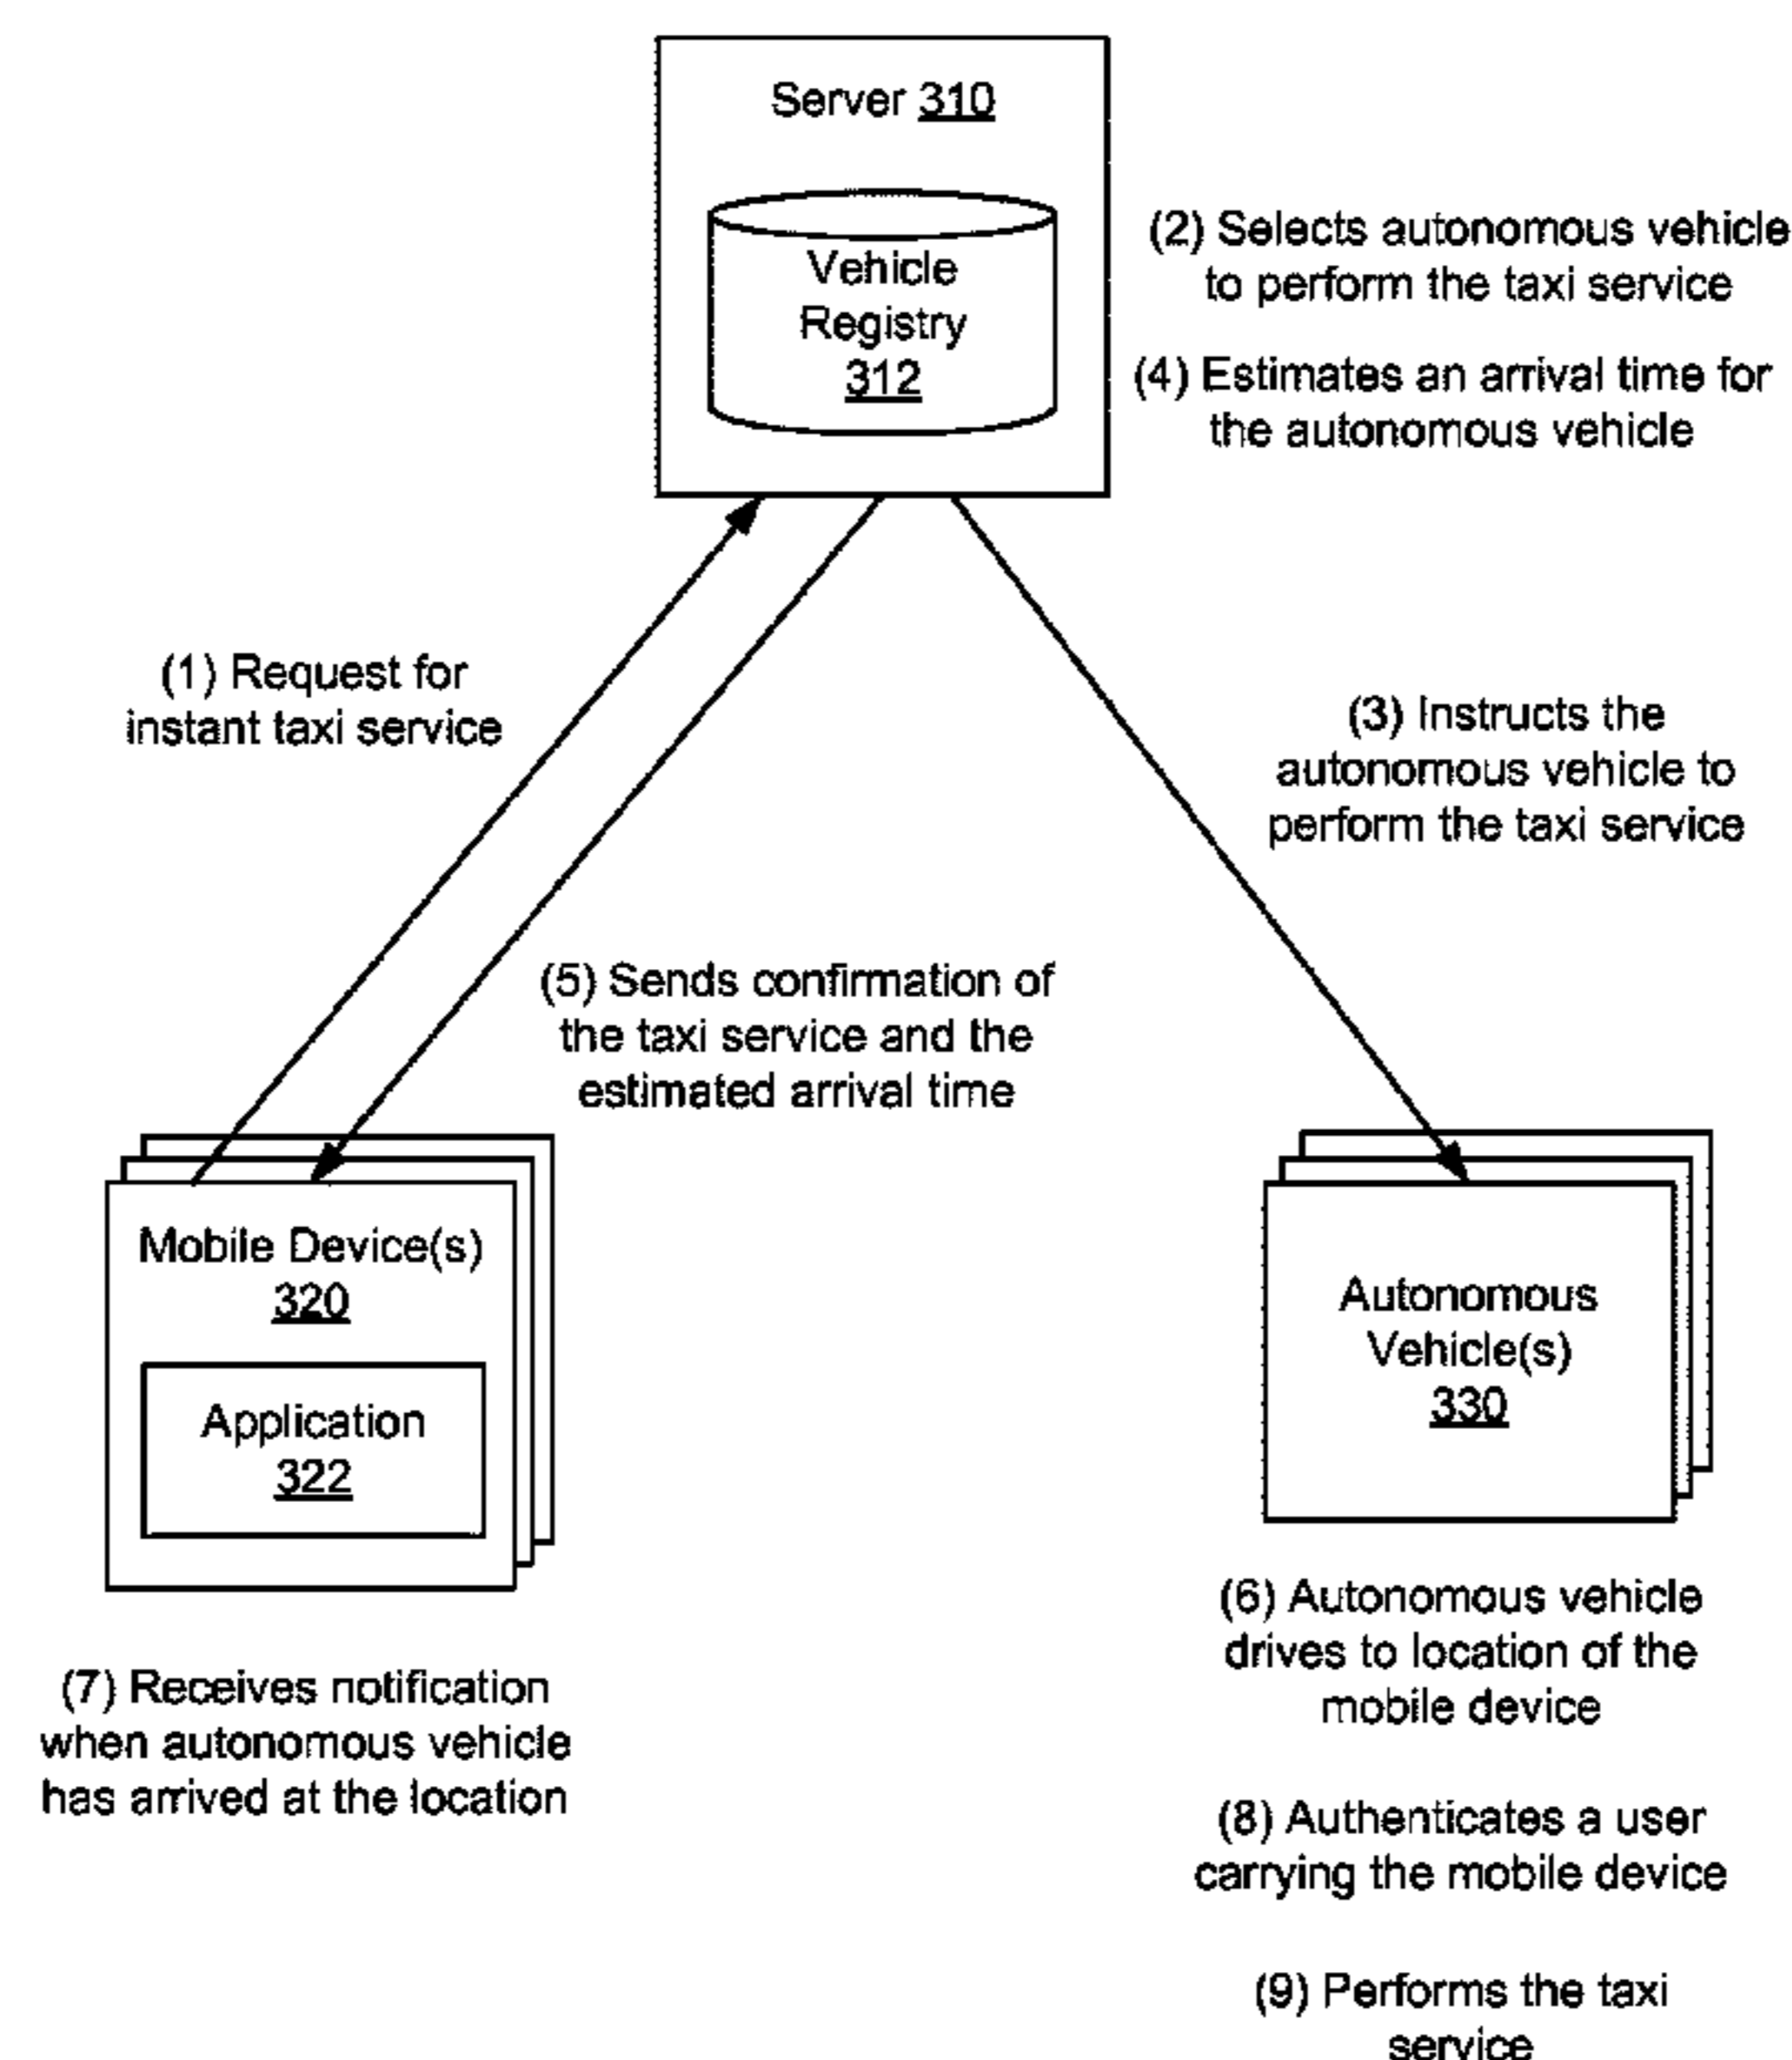 Server 310
Vehicle
Registry
312
(2) Selects autonomous vehicle
to perform the taxi service
(4) Estimates an arrival time for
the autonomous vehicle
(1) Request for
instant taxi service
(3) Instructs the
autonomous vehicle to
perform the taxi service
(5) Sends confirmation of
the taxi service and the
estimated arrival time
Mobile Device(s)
320
Application
322
Autonomous
Vehicle(s)
330
(7) Receives notification
when autonomous vehicle
has arrived at the location
(6) Autonomous vehicle
drives to location of the
mobile device
(8) Authenticates a user
carrying the mobile device
(9) Performs the taxi
service